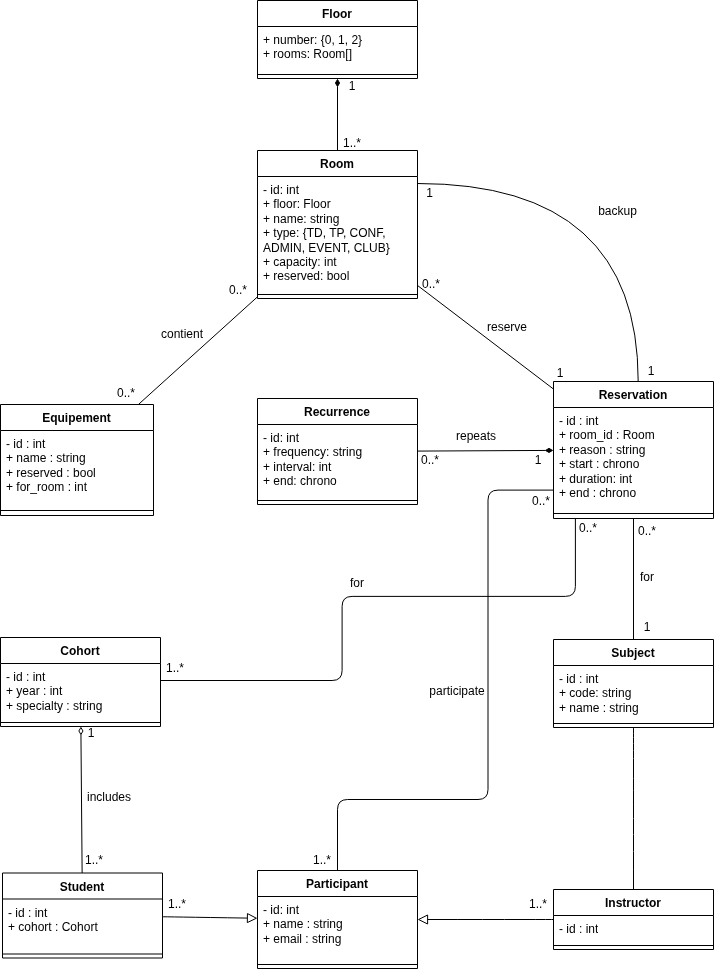 Floor
+ number: {0, 1, 2}
+ rooms: Room[]
1
1..*
Room
- id: int
+ floor: Floor
+ name: string
+ type: {TD, TP, CONF,
ADMIN, EVENT, CLUB}
+ capacity: int
+ reserved: bool
1
backup
0..*
0..*
contient
reserve
0..*
1
1
Equipement
- id : int
+ name : string
+ reserved : bool
+ for_room : int
Recurrence
- id: int
+ frequency: string
+ interval: int
+ end: chrono
repeats
0..*
1
Reservation
- id : int
+ room_id : Room
+ reason : string
+ start : chrono
+ duration: int
+ end : chrono
0..*
0..*
0..*
for
for
1
Cohort
- id : int
+ year : int
+ specialty : string
1..*
1
participate
Subject
- id : int
+ code: string
+ name : string
includes
1..*
1..*
Student
- id : int
+ cohort : Cohort
1..*
Participant
- id: int
+ name : string
+ email : string
1..*
Instructor
- id : int